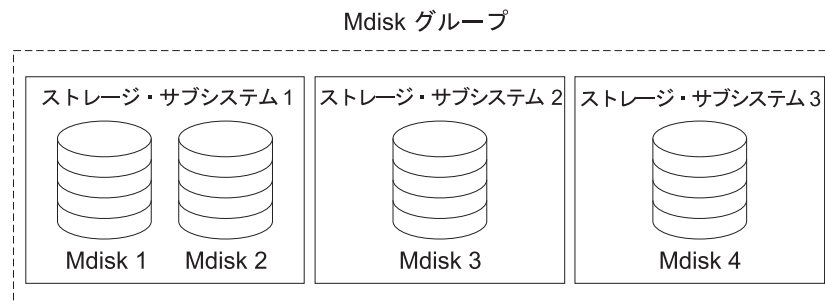 Mdisk グループ
ストレージ・サブシステム 1
Mdisk 1
Mdisk 2
ストレージ・サブシステム 2
Mdisk 3
ストレージ・サブシステム 3
Mdisk 4